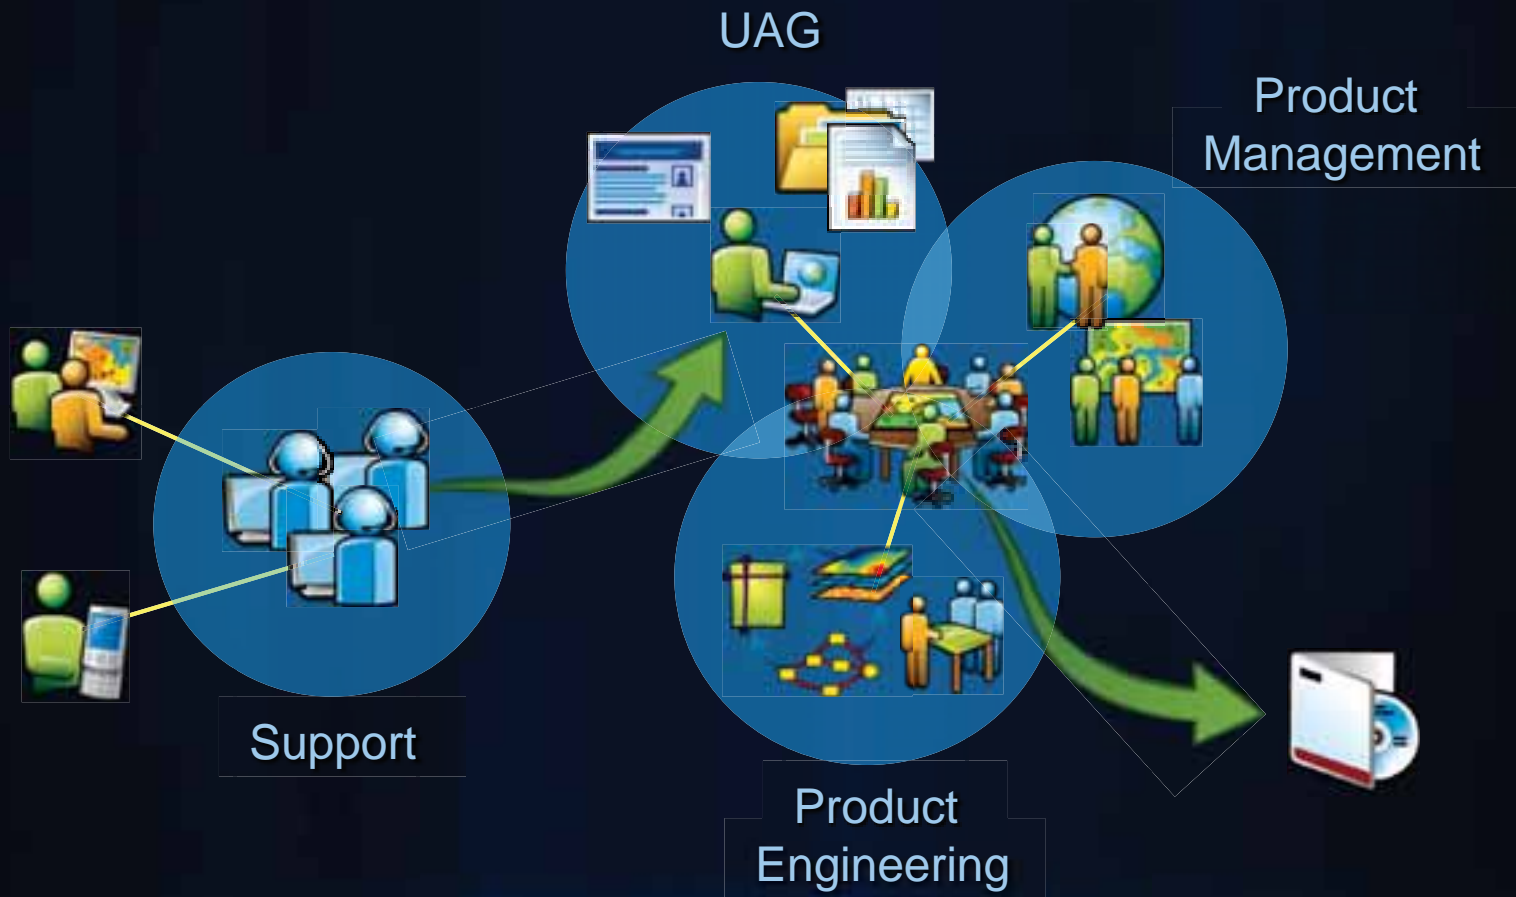 UAG
Product
Management
Support
Product
Engineering